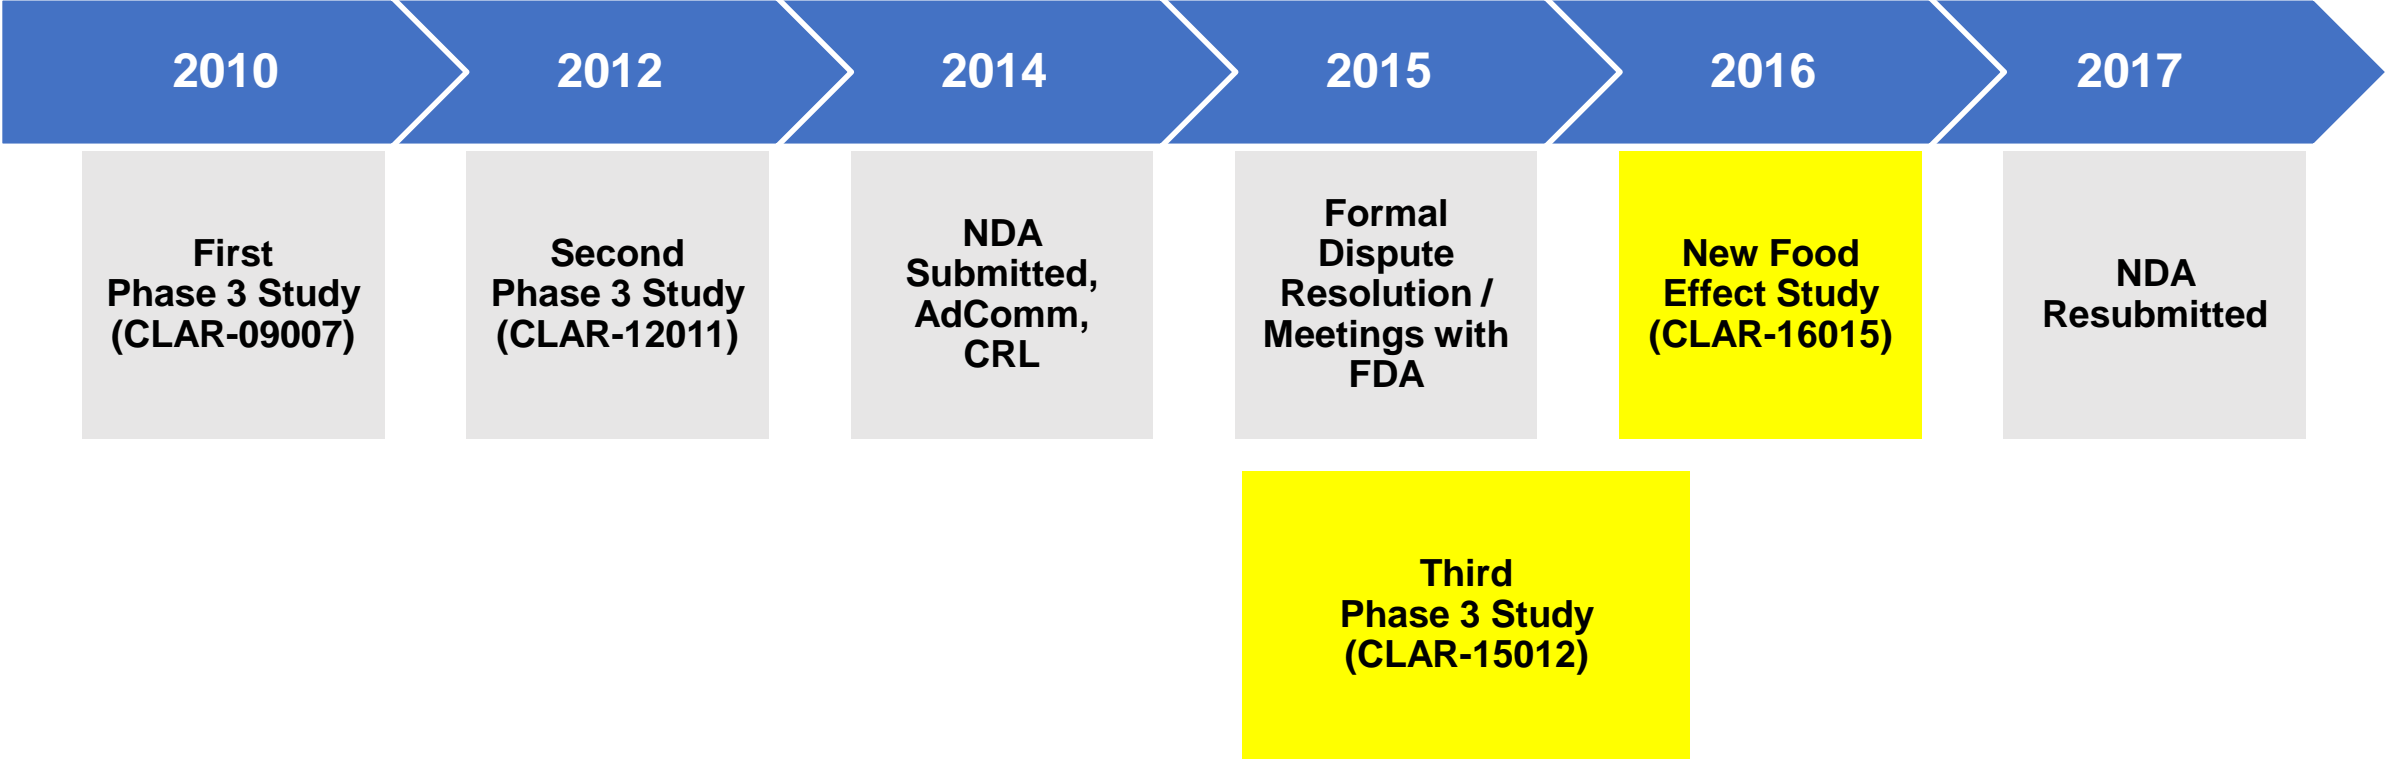 2010
2012
2014
2015
2016
2017
First
Phase 3 Study
(CLAR-09007)
Second
Phase 3 Study
(CLAR-12011)
NDA
Submitted,
AdComm,
CRL
Formal
Dispute
Resolution /
Meetings with
FDA
New Food
Effect Study
(CLAR-16015)
NDA
Resubmitted
Third
Phase 3 Study
(CLAR-15012)